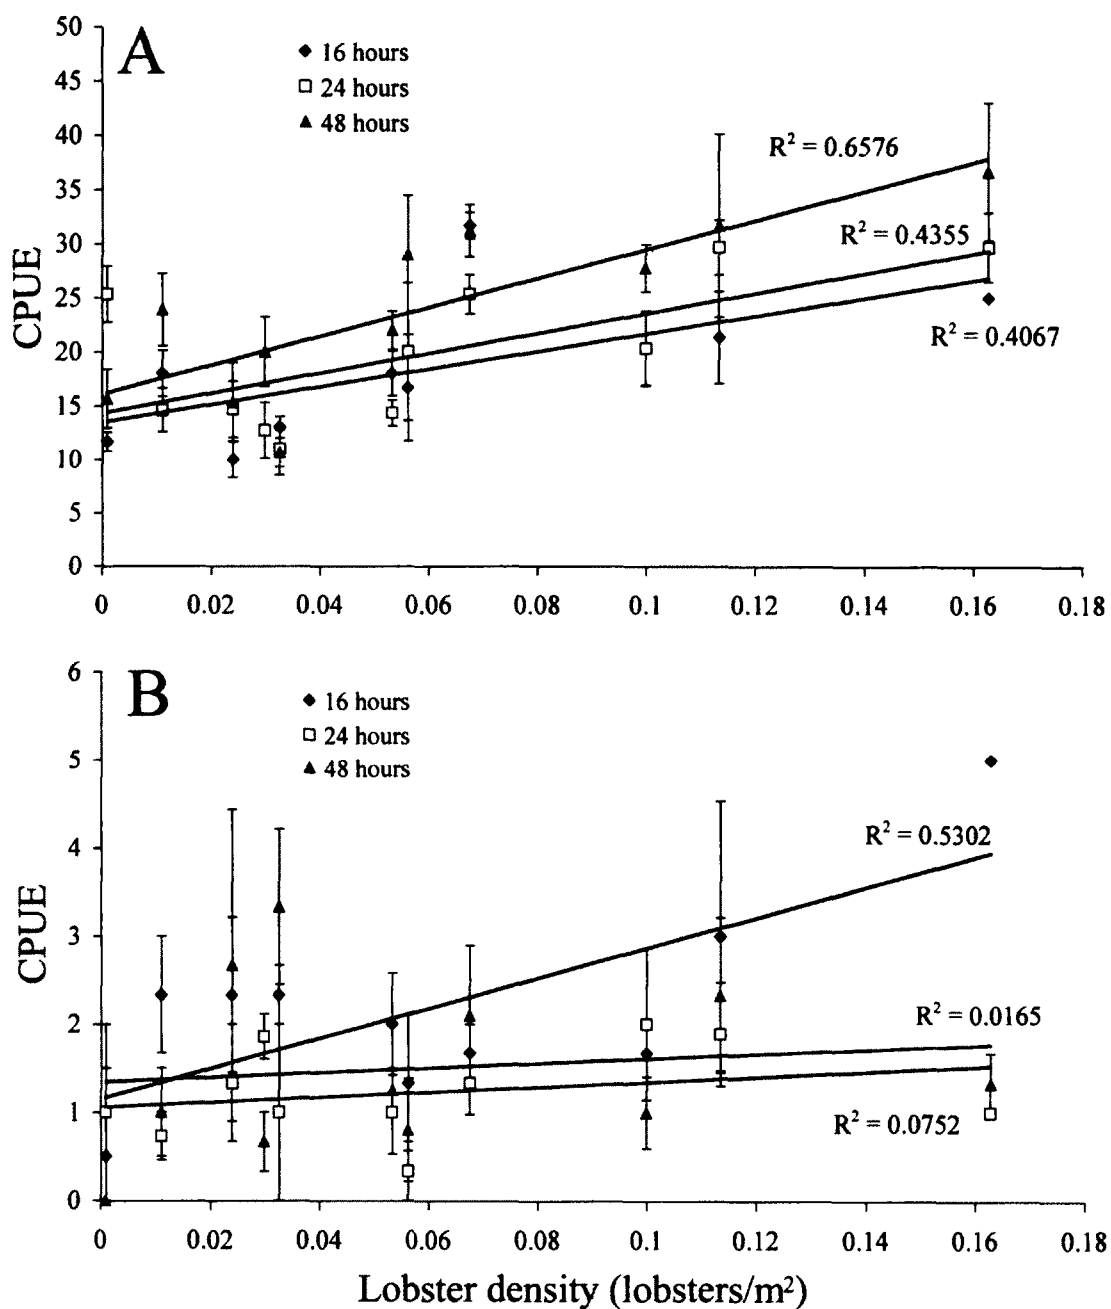 A
50
45
40
35
30
25
20
15
10
5
0
CPUE
16 hours
24 hours
48 hours
R² = 0.6576
R² = 0.4355
R² = 0.4067
0 0.02 0.04 0.06 0.08 0.1 0.12 0.14 0.16 0.18
B
6
5
4
3
2
1
0
CPUE
16 hours
24 hours
48 hours
R² = 0.5302
R² = 0.0165
R² = 0.0752
0 0.02 0.04 0.06 0.08 0.1 0.12 0.14 0.16 0.18
Lobster density (lobsters/m²)